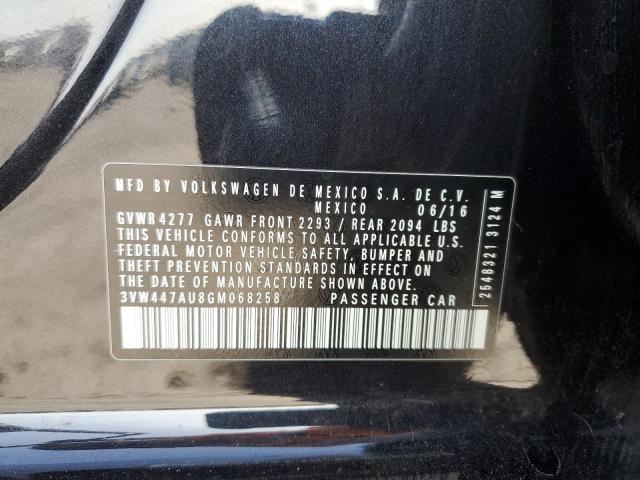 MFD BY VOLKSWAGEN DE MEXICO S.A. DE C.V.
MEXICO 06/16
GVWR 4277 GAWR FRONT 2293 / REAR 2094 LBS
THIS VEHICLE CONFORMS TO ALL APPLICABLE U.S.
FEDERAL MOTOR VEHICLE SAFETY, BUMPER AND
THEFT PREVENTION STANDARDS IN EFFECT ON
THE DATE OF MANUFACTURE SHOWN ABOVE.
3VW447AU8GM068258 PASSENGER CAR
2548321 3124 M